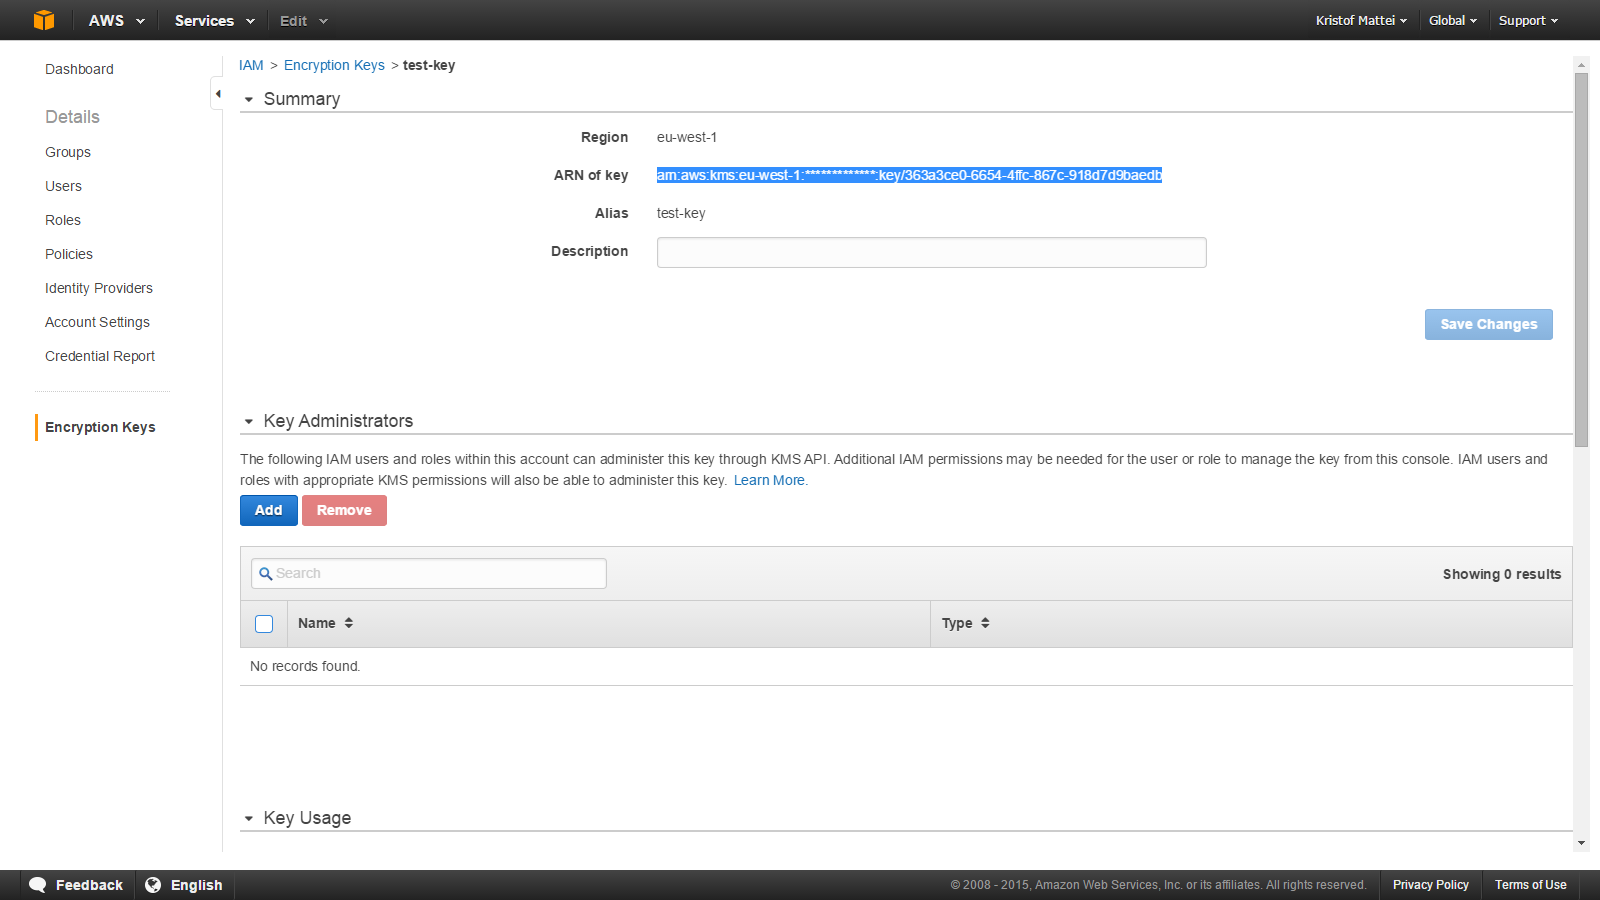 AWS Services Edit Kristof Mattei Global Support
Dashboard
Details
Groups
Users
Roles
Policies
Identity Providers
Account Settings
Credential Report
Encryption Keys
IAM > Encryption Keys > test-key
Summary
Region eu-west-1
ARN of key arn:aws:kms:eu-west-1:*************:key/363a3ce0-6654-4ffc-867c-918d7d9baedb
Alias test-key
Description
Save Changes
Key Administrators
The following IAM users and roles within this account can administer this key through KMS API. Additional IAM permissions may be needed for the user or role to manage the key from this console. IAM users and
roles with appropriate KMS permissions will also be able to administer this key. Learn More.
Add Remove
Search Showing 0 results
Name Type
No records found.
Key Usage
Feedback English © 2008 - 2015, Amazon Web Services, Inc. or its affiliates. All rights reserved. Privacy Policy Terms of Use